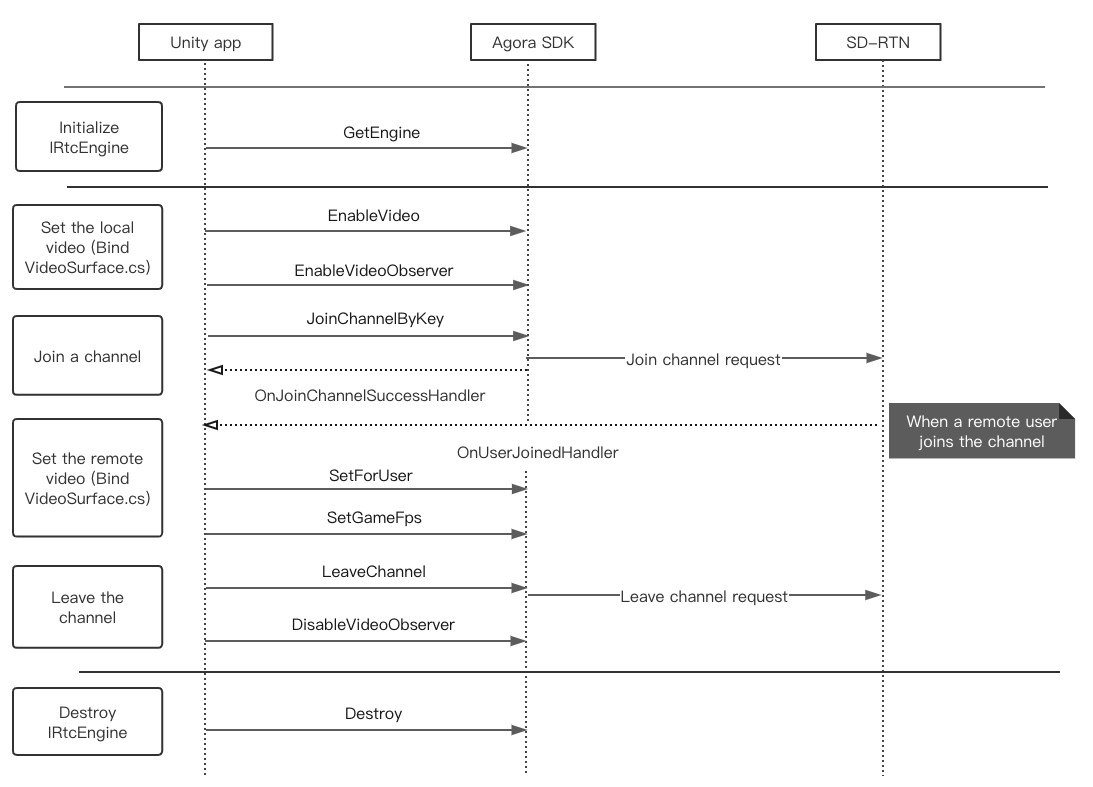 Unity app
Agora SDK
SD-RTN
Initialize
IRtcEngine
GetEngine
Set the local
video (Bind
VideoSurface.cs)
EnableVideo
EnableVideoObserver
Join a channel
JoinChannelByKey
Join channel request
OnJoinChannelSuccessHandler
When a remote user
joins the channel
Set the remote
video (Bind
VideoSurface.cs)
OnUserJoinedHandler
SetForUser
SetGameFps
Leave the
channel
LeaveChannel
Leave channel request
DisableVideoObserver
Destroy
IRtcEngine
Destroy